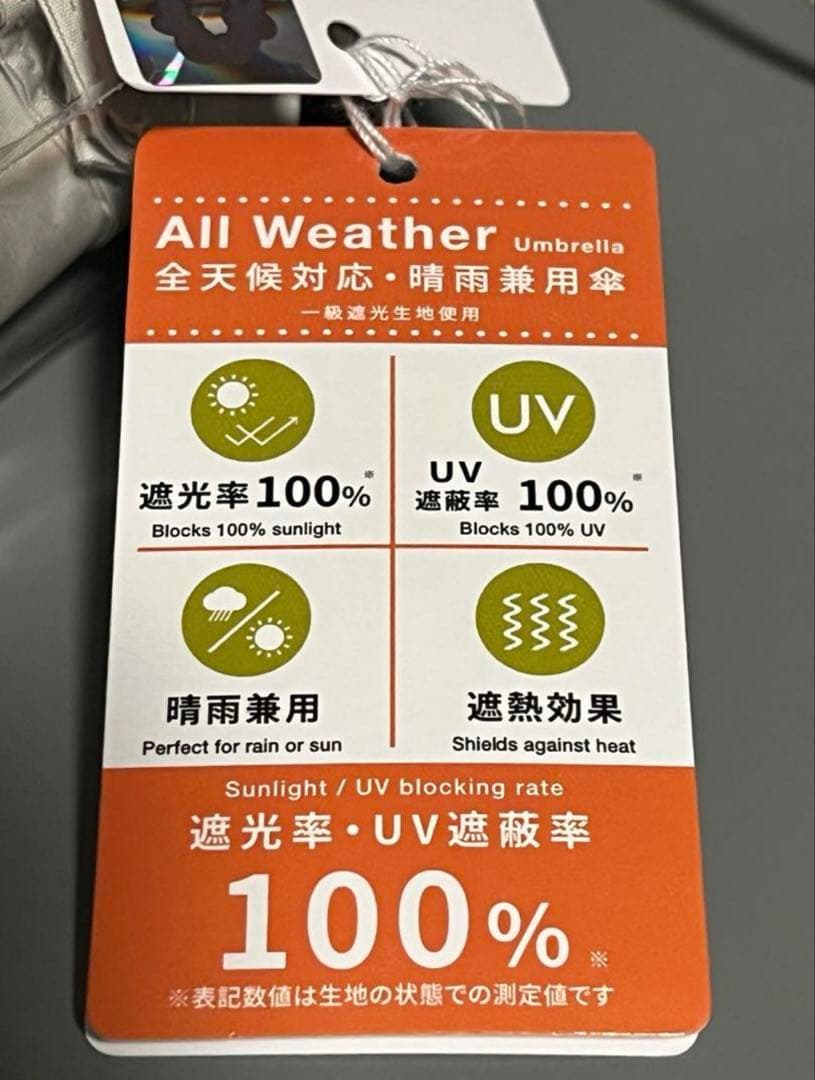 All Weather Umbrella
全天候対応・晴雨兼用傘
一級遮光生地使用
遮光率100%※
Blocks 100% sunlight
UV
UV
遮蔽率 100%※
Blocks 100% UV
晴雨兼用
Perfect for rain or sun
遮熱効果
Shields against heat
Sunlight / UV blocking rate
遮光率・UV遮蔽率
100%※
※表記数値は生地の状態での測定値です